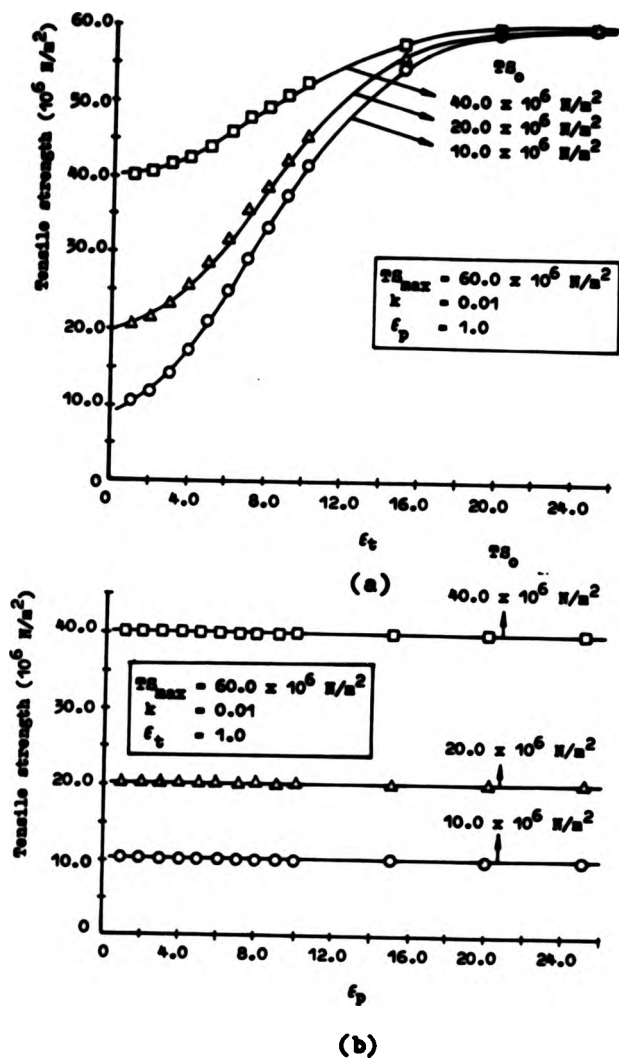 60.0
50.0
40.0
30.0
20.0
10.0
0
Tensile strength (10⁶ N/m²)
TSₒ
40.0 x 10⁶ N/m²
20.0 x 10⁶ N/m²
10.0 x 10⁶ N/m²
TSmax = 60.0 x 10⁶ N/m²
k = 0.01
ϵp = 1.0
4.0 8.0 12.0 16.0 20.0 24.0
ϵt
(a)
TSₒ
40.0 x 10⁶ N/m²
40.0
30.0
20.0
10.0
0
Tensile strength (10⁶ N/m²)
TSmax = 60.0 x 10⁶ N/m²
k = 0.01
ϵt = 1.0
20.0 x 10⁶ N/m²
10.0 x 10⁶ N/m²
0.0 4.0 8.0 12.0 16.0 20.0 24.0
ϵp
(b)